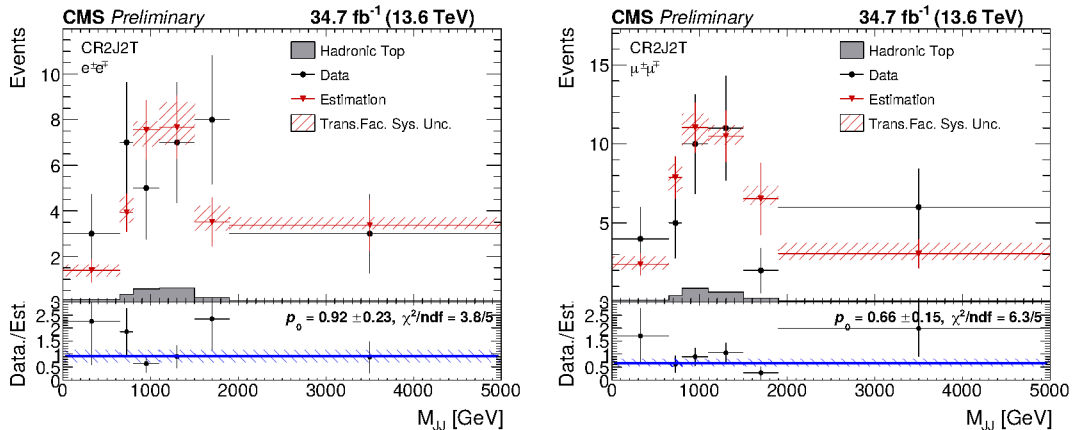 CMS Preliminary 34.7 fb⁻¹ (13.6 TeV)
Events
CR2J2T
e±e∓
Hadronic Top
Data
Estimation
Trans.Fac. Sys. Unc.
12
10
8
6
4
2
Data./Est.
3
2.5
2
1.5
1
0.5
0
p₀ = 0.92 ±0.23, χ²/ndf = 3.8/5
0 1000 2000 3000 4000 5000
M_JJ [GeV]
CMS Preliminary 34.7 fb⁻¹ (13.6 TeV)
Events
CR2J2T
μ±μ∓
Hadronic Top
Data
Estimation
Trans.Fac. Sys. Unc.
15
10
5
Data./Est.
3
2.5
2
1.5
1
0.5
0
p₀ = 0.66 ±0.15, χ²/ndf = 6.3/5
0 1000 2000 3000 4000 5000
M_JJ [GeV]